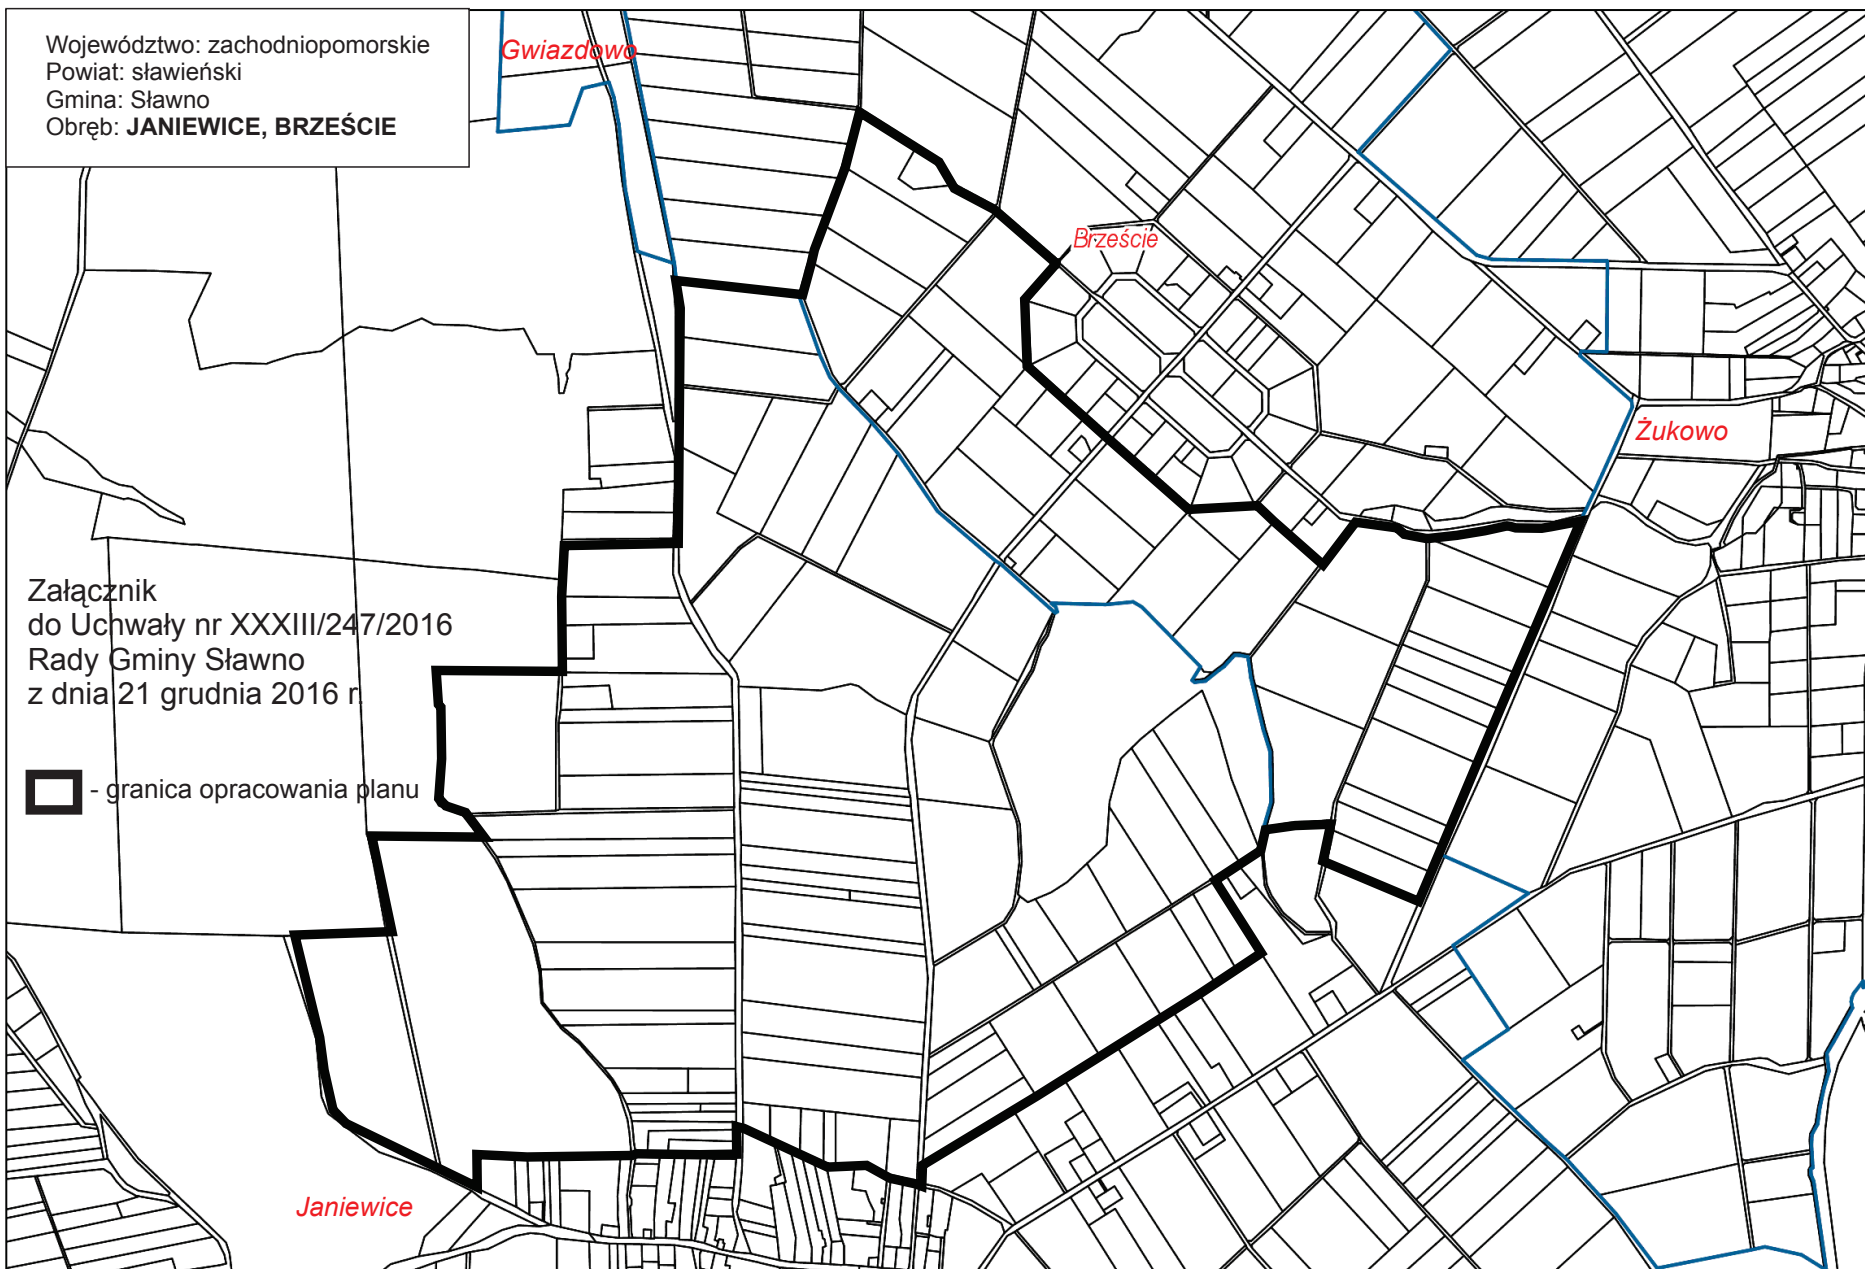 Województwo: zachodniopomorskie
Powiat: sławieński
Gmina: Sławno
Obręb: JANIEWICE, BRZEŚCIE
Gwiazdowo
Brzeście
Żukowo
Załącznik
do Uchwały nr XXXIII/247/2016
Rady Gminy Sławno
z dnia 21 grudnia 2016 r.
- granica opracowania planu
Janiewice